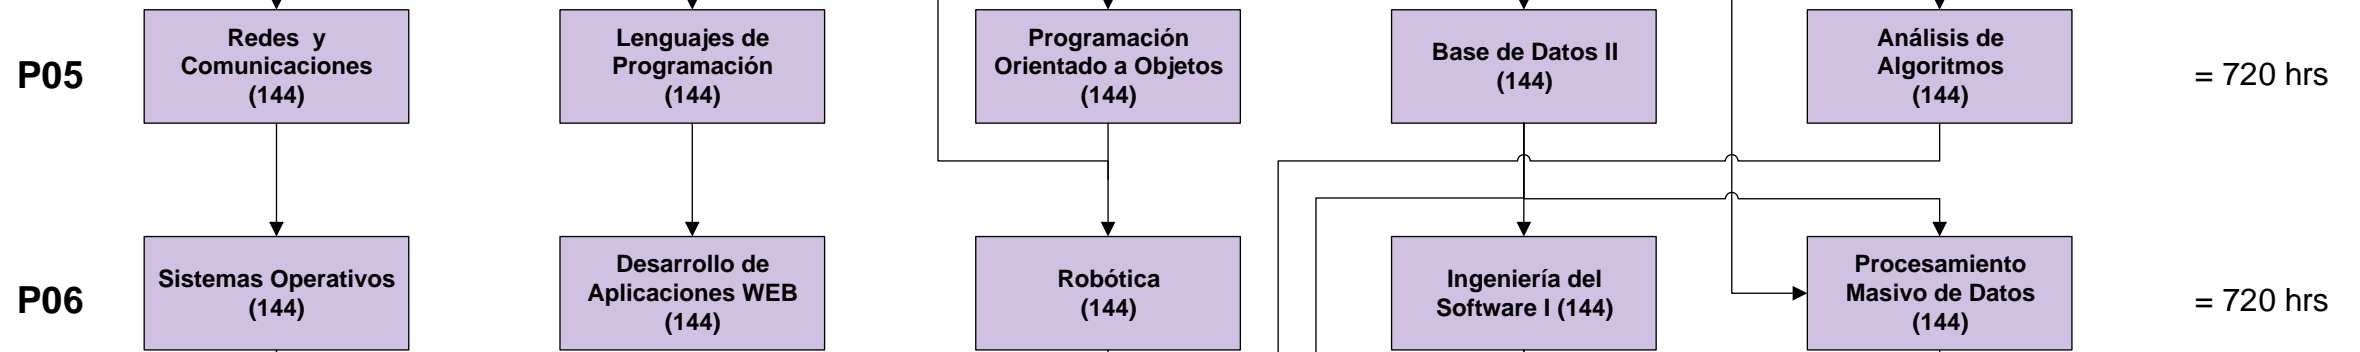 P05
Redes y
Comunicaciones
(144)
Lenguajes de
Programación
(144)
Programación
Orientado a Objetos
(144)
Base de Datos II
(144)
Análisis de
Algoritmos
(144)
= 720 hrs
P06
Sistemas Operativos
(144)
Desarrollo de
Aplicaciones WEB
(144)
Robótica
(144)
Ingeniería del
Software I (144)
Procesamiento
Masivo de Datos
(144)
= 720 hrs